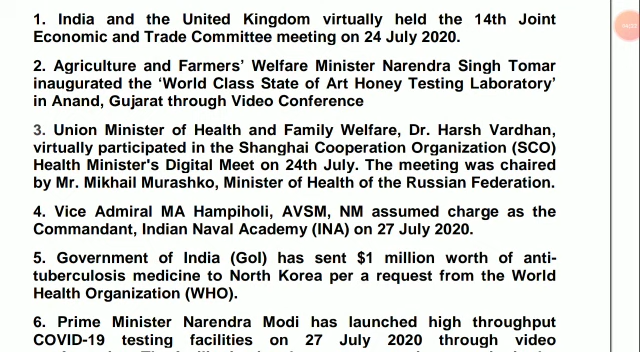 1. India and the United Kingdom virtually held the 14th Joint
Economic and Trade Committee meeting on 24 July 2020.
2. Agriculture and Farmers’ Welfare Minister Narendra Singh Tomar
inaugurated the ‘World Class State of Art Honey Testing Laboratory’
in Anand, Gujarat through Video Conference
3. Union Minister of Health and Family Welfare, Dr. Harsh Vardhan,
virtually participated in the Shanghai Cooperation Organization (SCO)
Health Minister's Digital Meet on 24th July. The meeting was chaired
by Mr. Mikhail Murashko, Minister of Health of the Russian Federation.
4. Vice Admiral MA Hampiholi, AVSM, NM assumed charge as the
Commandant, Indian Naval Academy (INA) on 27 July 2020.
5. Government of India (GoI) has sent $1 million worth of anti-
tuberculosis medicine to North Korea per a request from the World
Health Organization (WHO).
6. Prime Minister Narendra Modi has launched high throughput
COVID-19 testing facilities on 27 July 2020 through video